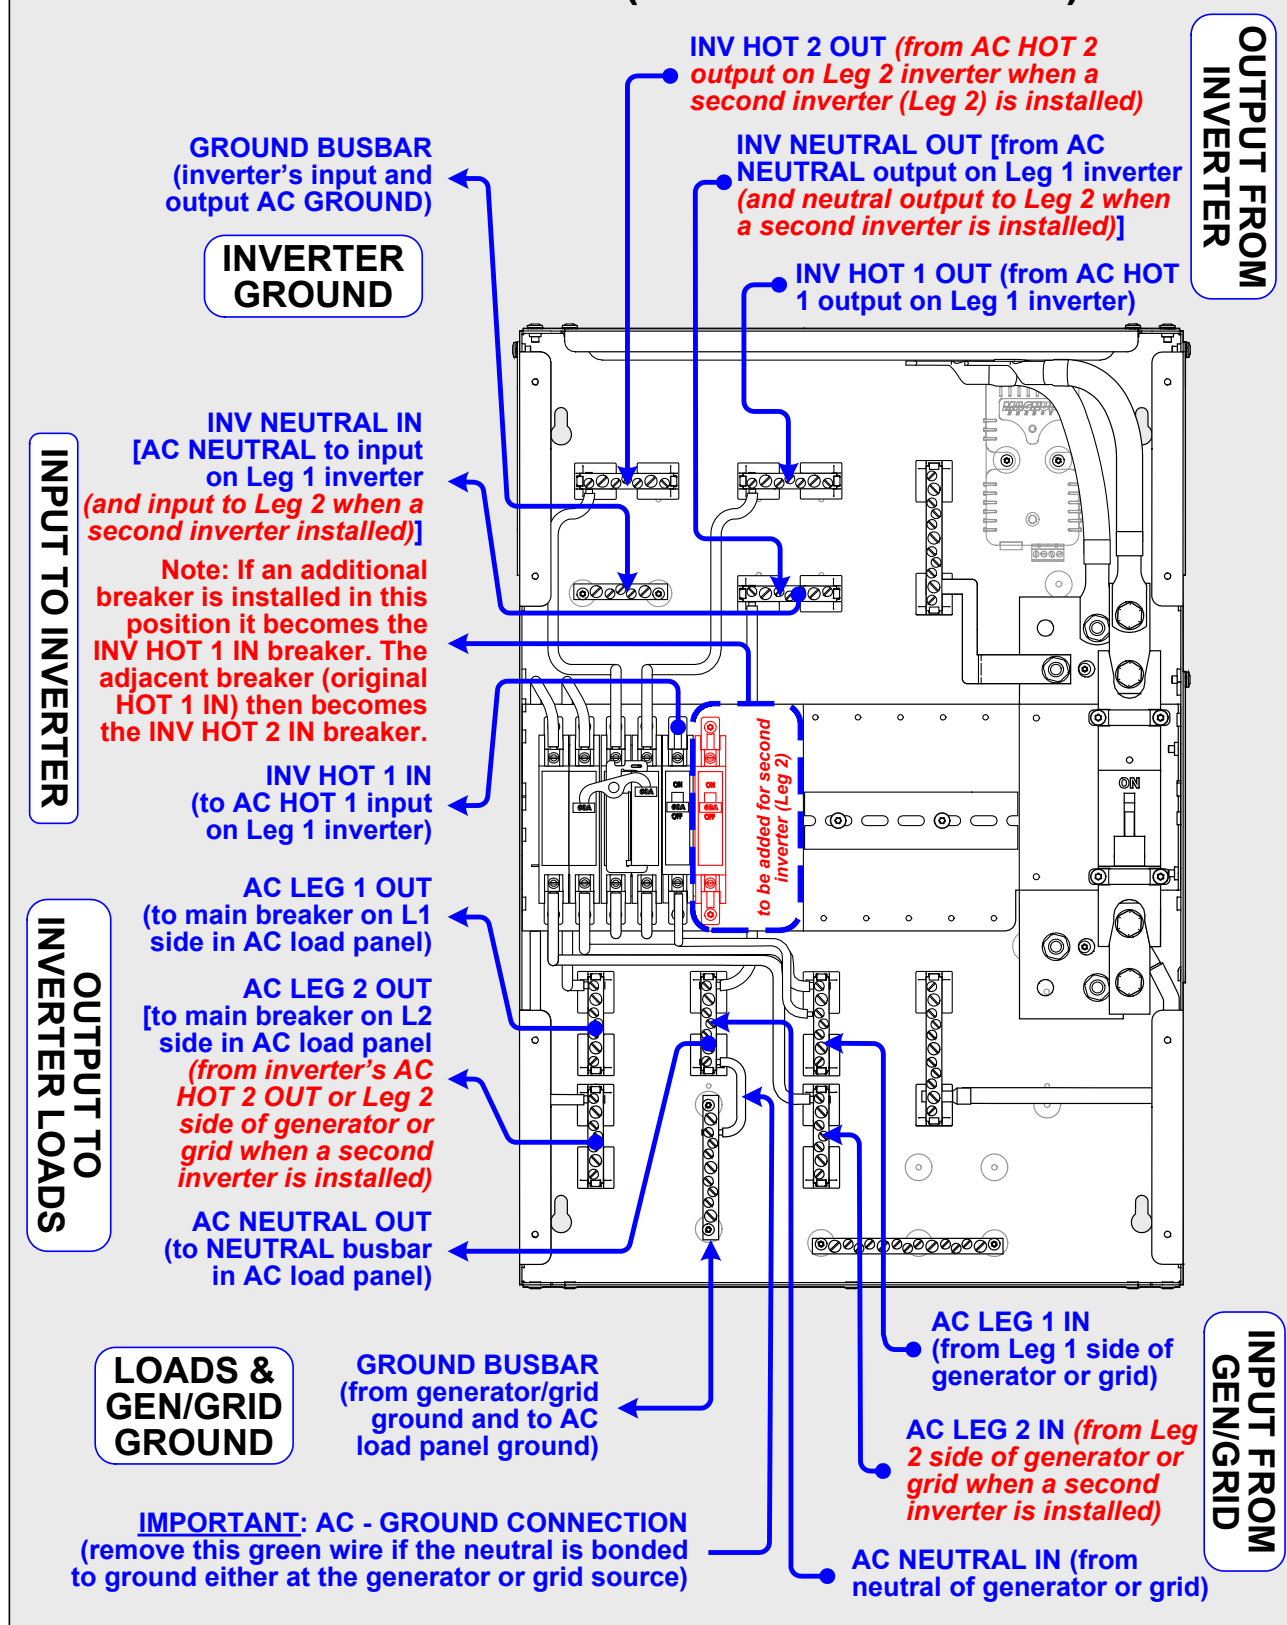 INV HOT 2 OUT (from AC HOT 2
output on Leg 2 inverter when a
second inverter (Leg 2) is installed)
OUTPUT FROM
INVERTER
INV NEUTRAL OUT [from AC
NEUTRAL output on Leg 1 inverter
(and neutral output to Leg 2 when
a second inverter is installed)]
INV HOT 1 OUT (from AC HOT
1 output on Leg 1 inverter)
GROUND BUSBAR
(inverter's input and
output AC GROUND)
INVERTER
GROUND
INPUT TO INVERTER
INV NEUTRAL IN
[AC NEUTRAL to input
on Leg 1 inverter
(and input to Leg 2 when a
second inverter installed)]
Note: If an additional
breaker is installed in this
position it becomes the
INV HOT 1 IN breaker. The
adjacent breaker (original
HOT 1 IN) then becomes
the INV HOT 2 IN breaker.
INV HOT 1 IN
(to AC HOT 1 input
on Leg 1 inverter)
to be added for second
inverter (Leg 2)
ON
OFF
ON
OFF
ON
OUTPUT TO
INVERTER LOADS
AC LEG 1 OUT
(to main breaker on L1
side in AC load panel)
AC LEG 2 OUT
[to main breaker on L2
side in AC load panel
(from inverter's AC
HOT 2 OUT or Leg 2
side of generator or
grid when a second
inverter is installed)
AC NEUTRAL OUT
(to NEUTRAL busbar
in AC load panel)
LOADS &
GEN/GRID
GROUND
GROUND BUSBAR
(from generator/grid
ground and to AC
load panel ground)
IMPORTANT: AC - GROUND CONNECTION
(remove this green wire if the neutral is bonded
to ground either at the generator or grid source)
INPUT FROM
GEN/GRID
AC LEG 1 IN
(from Leg 1 side of
generator or grid)
AC LEG 2 IN (from Leg
2 side of generator or
grid when a second
inverter is installed)
AC NEUTRAL IN (from
neutral of generator or grid)